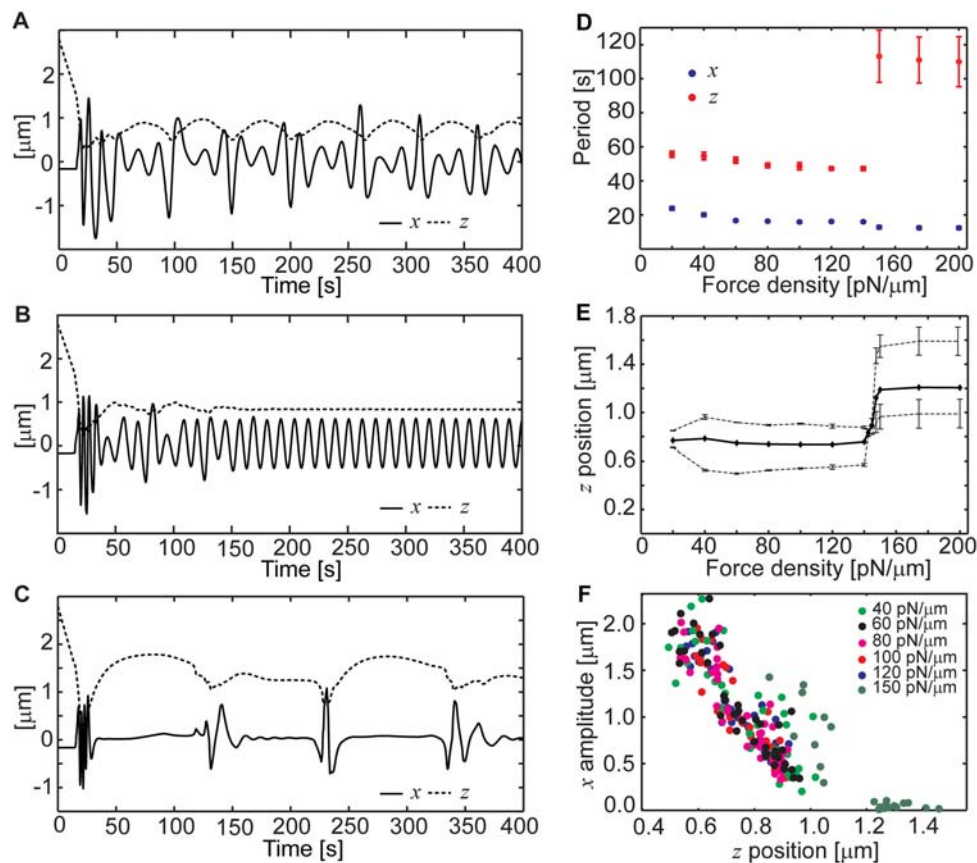 A
2
1
0
-1
[μm]
x z
0 50 100 150 200 250 300 350 400
Time [s]
B
2
1
0
-1
[μm]
x z
0 50 100 150 200 250 300 350 400
Time [s]
C
2
1
0
-1
[μm]
x z
0 50 100 150 200 250 300 350 400
Time [s]
D
120
100
80
60
40
20
Period [s]
x
z
0 40 80 120 160 200
Force density [pN/μm]
E
1.8
1.4
1.0
0.6
0.2
z position [μm]
0 40 80 120 160 200
Force density [pN/μm]
F
2.0
1.5
1.0
0.5
0.0
x amplitude [μm]
40 pN/μm
60 pN/μm
80 pN/μm
100 pN/μm
120 pN/μm
150 pN/μm
0.4 0.6 0.8 1.0 1.2 1.4
z position [μm]